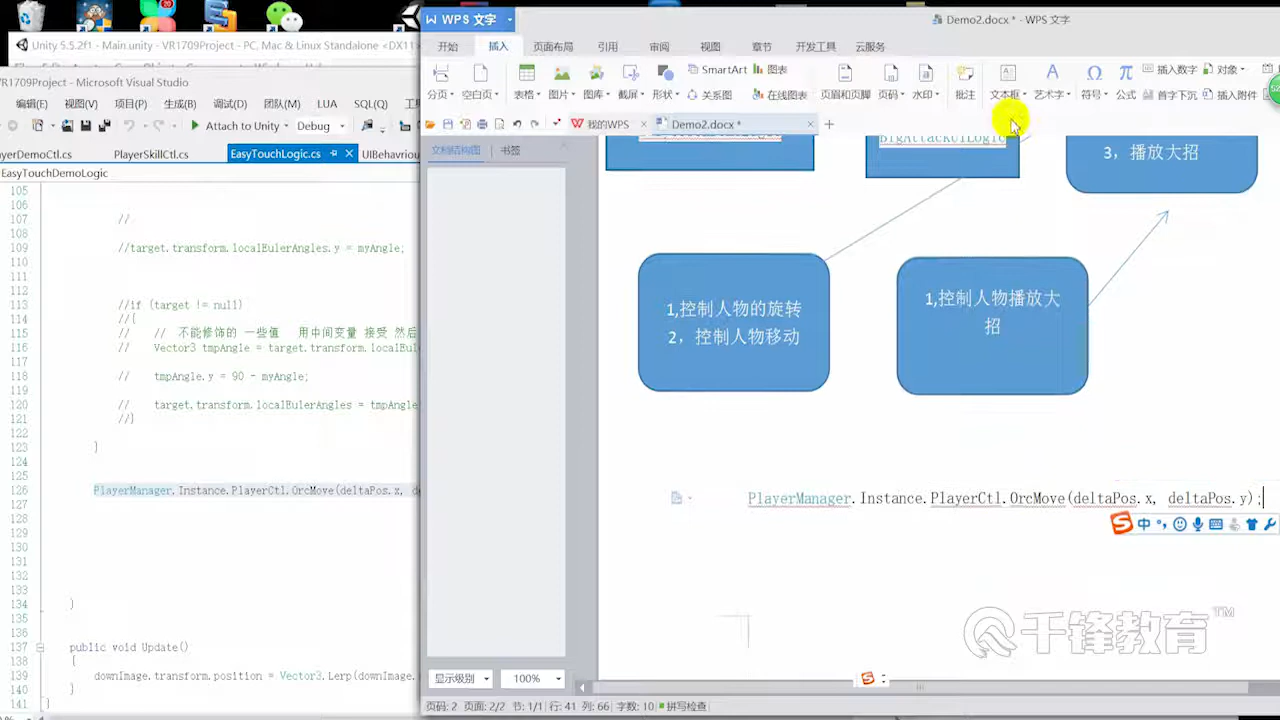 20
Unity 5.5.2f1 - Main.unity - VR1709Project - PC, Mac & Linux Standalone <DX11>
R1709Project - Microsoft Visual Studio
编辑(E) 视图(V) 项目(P) 生成(B) 调试(D) 团队(M) LUA SQL(Q)
Attach to Unity Debug
ayerDemoCtl.cs PlayerSkillCtl.cs EasyTouchLogic.cs UIBehaviou
EasyTouchDemoLogic
105
106
107 //
108
109 //target.transform.localEulerAngles.y = myAngle;
110
111
112
113 //if (target != null)
114 //{
115 // // 不能修饰的 一些值 用中间变量 接受 然后
116 // Vector3 tmpAngle = target.transform.localEul
117
118 // tmpAngle.y = 90 - myAngle;
119
120 // target.transform.localEulerAngles = tmpAngle
121 //}
122
123 }
124
125
126 PlayerManager.Instance.PlayerCtl.OrcMove(deltaPos.x, de
127
128
129
130
131
132
133
134 }
135
136
137 public void Update()
138 {
139 downImage.transform.position = Vector3.Lerp(downImage.
140 }
141 }
W WPS 文字
Demo2.docx * - WPS 文字
开始 插入 页面布局 引用 审阅 视图 章节 开发工具 云服务
SmartArt 图表 插入数字 对象
分页 空白页 表格 图片 图库 截屏 形状 关系图 在线图表 页眉和页脚 页码 水印 批注 文本框 艺术字 符号 公式 首字下沉 插入附件
我的WPS Demo2.docx *
文档结构图 书签
BigAttackCtlLogic
3，播放大招
1,控制人物的旋转
2，控制人物移动
1,控制人物播放大
招
PlayerManager.Instance.PlayerCtl.OrcMove(deltaPos.x, deltaPos.y);
中
千锋教育™
显示级别 100%
页码: 2 页面: 2/2 节: 1/1 行: 41 列: 66 字数: 10 拼写检查